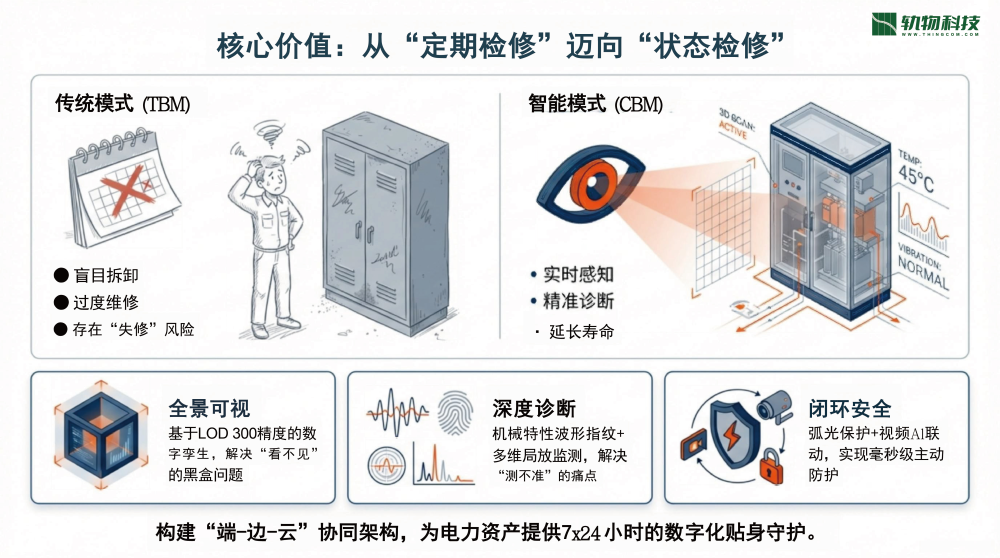 轨物科技
WWW.THINGCOM.COM
核心价值：从“定期检修”迈向“状态检修”
传统模式 (TBM)
盲目拆卸
过度维修
存在“失修”风险
智能模式 (CBM)
3D SCAN:
ACTIVE
TEMP:
45°C
VIBRATION:
NORMAL
• 实时感知
• 精准诊断
· 延长寿命
全景可视
基于LOD 300精度的数
字孪生，解决“看不见”
的黑盒问题
深度诊断
机械特性波形指纹+
多维局放监测，解决
“测不准”的痛点
闭环安全
弧光保护+视频AI联
动，实现毫秒级主动
防护
构建“端-边-云”协同架构，为电力资产提供7x24小时的数字化贴身守护。